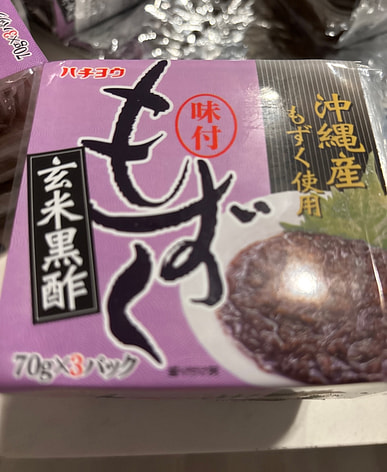 ハチヨウ
味付
もずく
沖縄産
もずく使用
玄米黒酢
70g×3パック